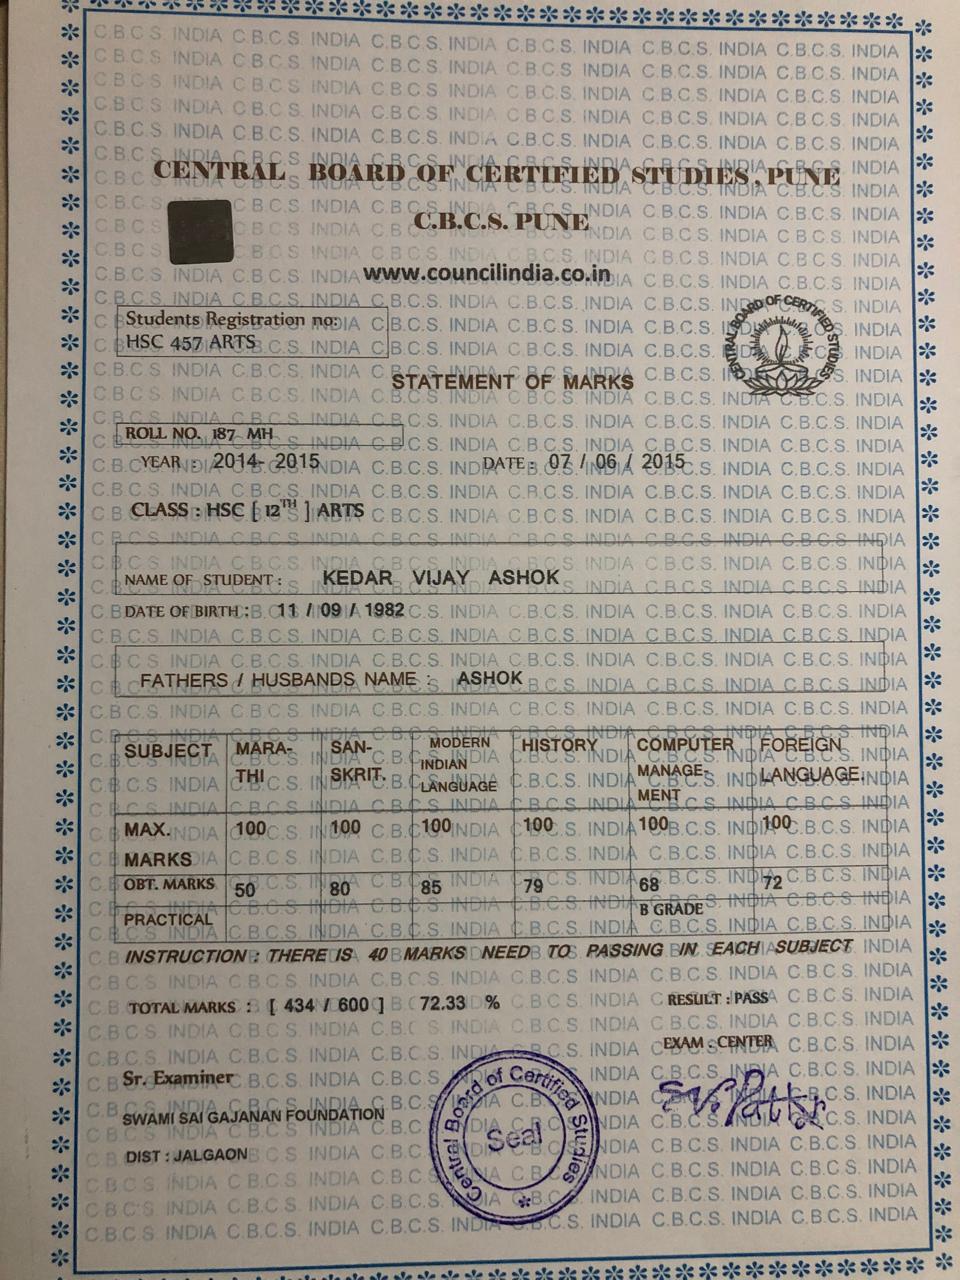 CENTRAL BOARD OF CERTIFIED STUDIES, PUNE
C.B.C.S. PUNE
www.councilindia.co.in
Students Registration no:
HSC 457 ARTS
CENTRAL BOARD OF CERTIFIED STUDIES
STATEMENT OF MARKS
ROLL NO. 187 MH
YEAR : 2014- 2015 DATE : 07 / 06 / 2015
CLASS : HSC [ 12TH ] ARTS
NAME OF STUDENT : KEDAR VIJAY ASHOK
DATE OF BIRTH : 11 / 09 / 1982
FATHERS / HUSBANDS NAME : ASHOK
SUBJECT MARA-THI SAN-SKRIT. MODERN INDIAN LANGUAGE HISTORY COMPUTER MANAGE-MENT FOREIGN LANGUAGE.
MAX. MARKS 100 100 100 100 100 100
OBT. MARKS 50 80 85 79 68 72
PRACTICAL B GRADE
INSTRUCTION : THERE IS 40 MARKS NEED TO PASSING IN EACH SUBJECT
TOTAL MARKS : [ 434 / 600 ] 72.33 % RESULT : PASS
EXAM . CENTER
Sr. Examiner
SWAMI SAI GAJANAN FOUNDATION
DIST : JALGAON
Central Board of Certified Studies
Seal
C.B.C.S. INDIA C.B.C.S. INDIA C.B.C.S. INDIA C.B.C.S. INDIA C.B.C.S. INDIA C.B.C.S. INDIA